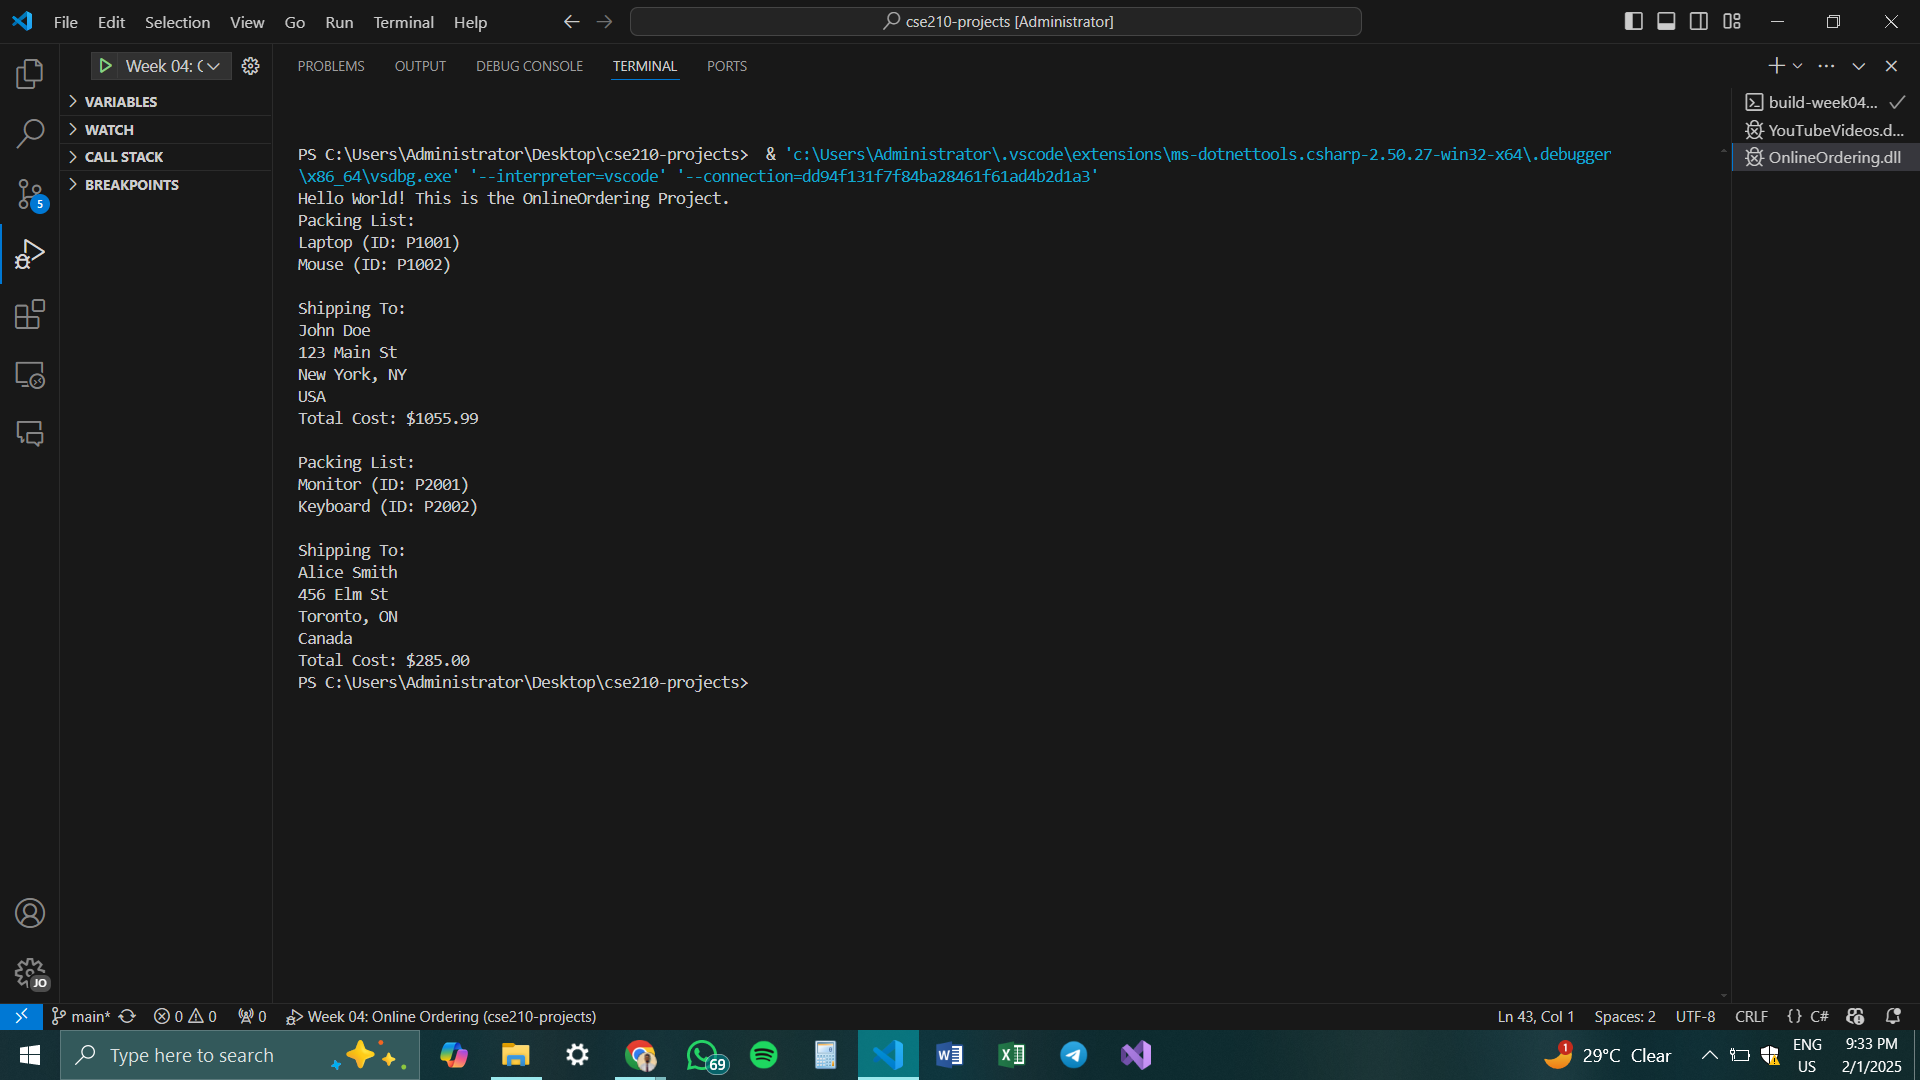 File Edit Selection View Go Run Terminal Help
cse210-projects [Administrator]
Week 04: C
PROBLEMS OUTPUT DEBUG CONSOLE TERMINAL PORTS
VARIABLES
WATCH
CALL STACK
BREAKPOINTS
5
build-week04...
YouTubeVideos.d...
OnlineOrdering.dll
PS C:\Users\Administrator\Desktop\cse210-projects>  & 'c:\Users\Administrator\.vscode\extensions\ms-dotnettools.csharp-2.50.27-win32-x64\.debugger
\x86_64\vsdbg.exe' '--interpreter=vscode' '--connection=dd94f131f7f84ba28461f61ad4b2d1a3'
Hello World! This is the OnlineOrdering Project.
Packing List:
Laptop (ID: P1001)
Mouse (ID: P1002)
Shipping To:
John Doe
123 Main St
New York, NY
USA
Total Cost: $1055.99
Packing List:
Monitor (ID: P2001)
Keyboard (ID: P2002)
Shipping To:
Alice Smith
456 Elm St
Toronto, ON
Canada
Total Cost: $285.00
PS C:\Users\Administrator\Desktop\cse210-projects>
JO
main* 0 0 0 Week 04: Online Ordering (cse210-projects) Ln 43, Col 1 Spaces: 2 UTF-8 CRLF {} C#
Type here to search
69
1
29°C Clear
ENG
US
9:33 PM
2/1/2025